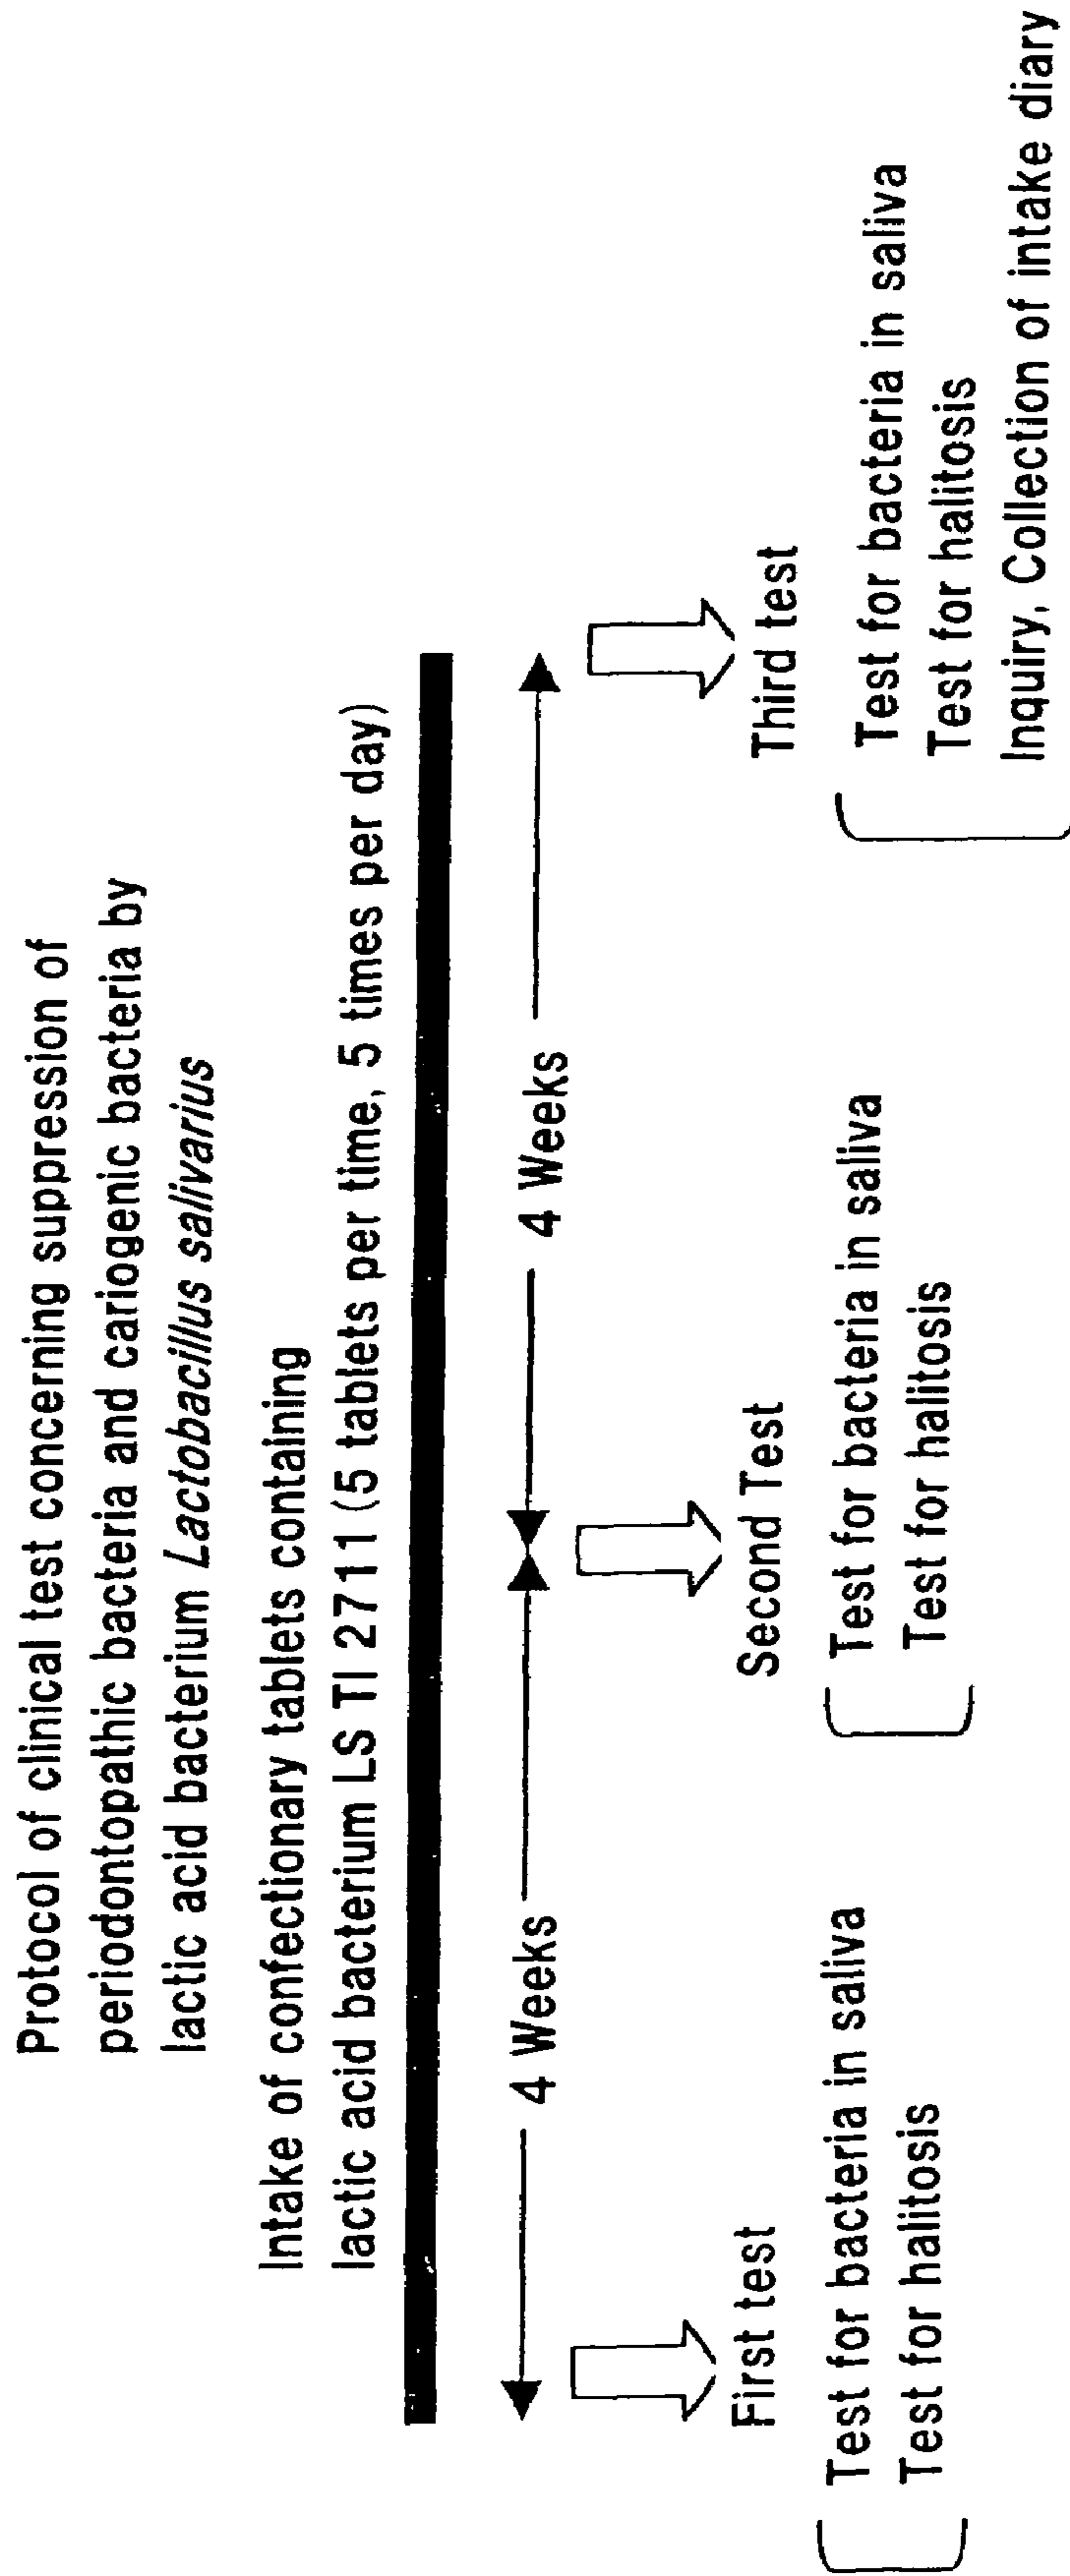 Protocol of clinical test concerning suppression of
periodontopathic bacteria and cariogenic bacteria by
lactic acid bacterium Lactobacillus salivarius
Intake of confectionary tablets containing
lactic acid bacterium LS TI 2711 (5 tablets per time, 5 times per day)
4 Weeks
4 Weeks
First test
Test for bacteria in saliva
Test for halitosis
Second Test
Test for bacteria in saliva
Test for halitosis
Third test
Test for bacteria in saliva
Test for halitosis
Inquiry, Collection of intake diary